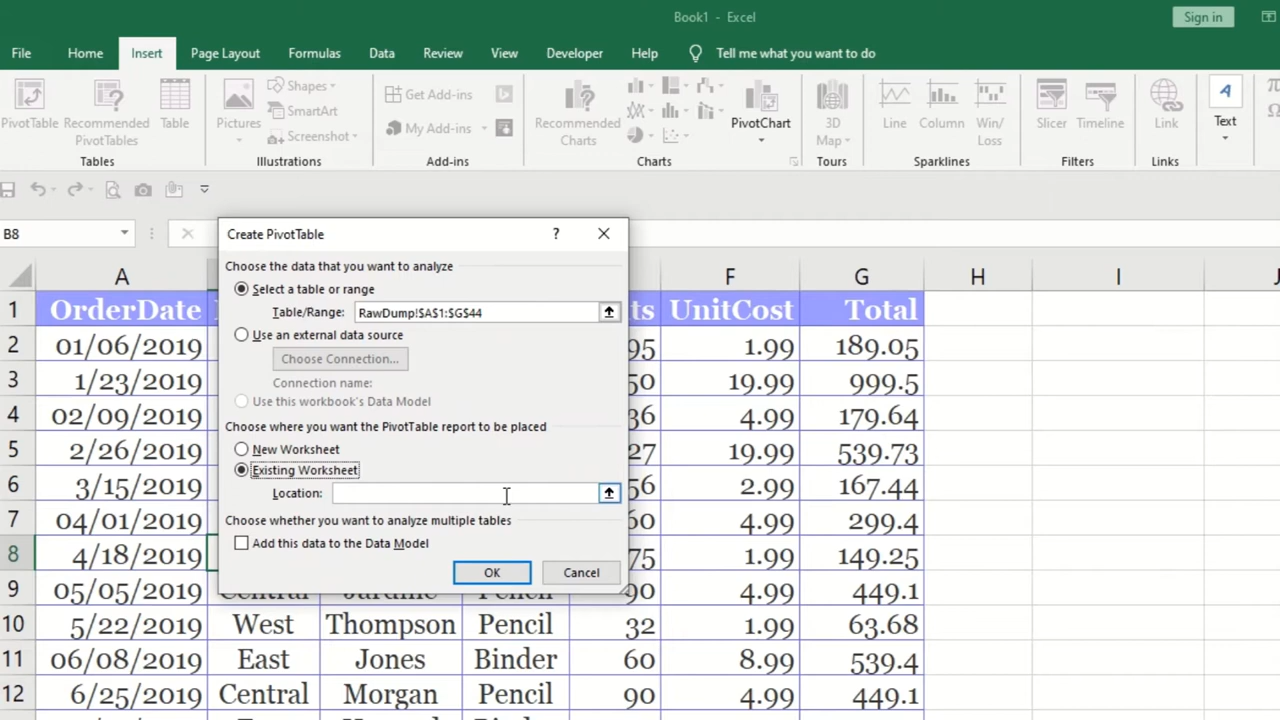 Book1 - Excel
Sign in
File Home Insert Page Layout Formulas Data Review View Developer Help Tell me what you want to do
PivotTable
Recommended PivotTables
Table
Tables
Pictures
Shapes
SmartArt
Screenshot
Illustrations
Get Add-ins
My Add-ins
Add-ins
Recommended Charts
PivotChart
Charts
3D Map
Tours
Line
Column
Win/ Loss
Sparklines
Slicer
Timeline
Filters
Link
Links
Text
B8
Create PivotTable ?
Choose the data that you want to analyze
Select a table or range
Table/Range: RawDump!$A$1:$G$44
Use an external data source
Choose Connection...
Connection name:
Use this workbook's Data Model
Choose where you want the PivotTable report to be placed
New Worksheet
Existing Worksheet
Location:
Choose whether you want to analyze multiple tables
Add this data to the Data Model
OK Cancel
A F G H I J
1 OrderDate ts UnitCost Total
2 01/06/2019 95 1.99 189.05
3 1/23/2019 50 19.99 999.5
4 02/09/2019 36 4.99 179.64
5 2/26/2019 27 19.99 539.73
6 3/15/2019 56 2.99 167.44
7 04/01/2019 60 4.99 299.4
8 4/18/2019 75 1.99 149.25
9 05/05/2019 Central Jardine Pencil 90 4.99 449.1
10 5/22/2019 West Thompson Pencil 32 1.99 63.68
11 06/08/2019 East Jones Binder 60 8.99 539.4
12 6/25/2019 Central Morgan Pencil 90 4.99 449.1